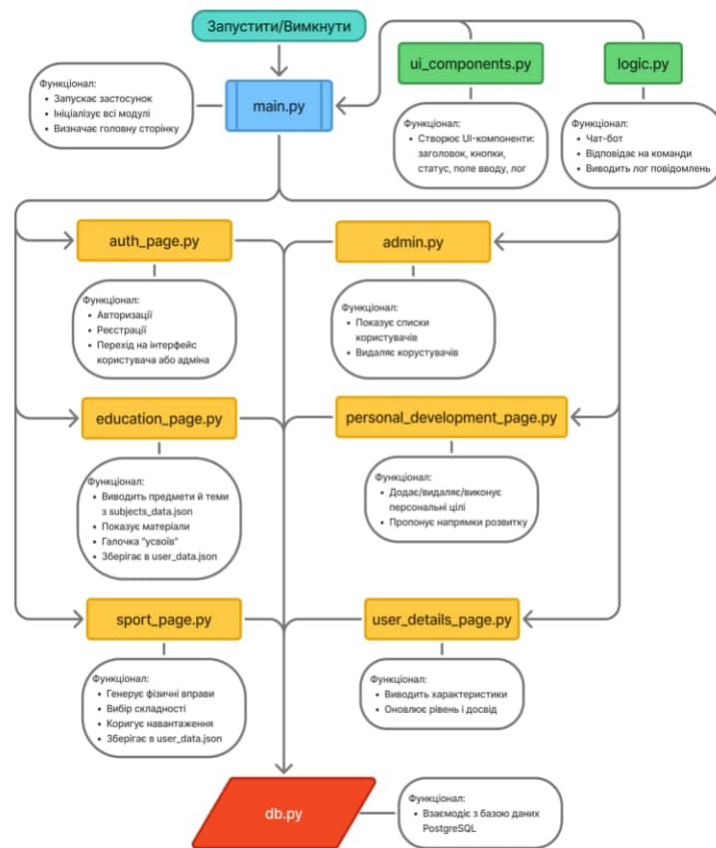 Запустити/Вимкнути
ui_components.py
logic.py
main.py
Функціонал:
• Запускає застосунок
• Ініціалізує всі модулі
• Визначає головну сторінку
Функціонал:
• Створює UI-компоненти:
заголовок, кнопки,
статус, поле вводу, лог
Функціонал:
• Чат-бот
• Відповідає на команди
• Виводить лог повідомлень
auth_page.py
admin.py
Функціонал:
• Авторизації
• Реєстрації
• Перехід на інтерфейс
користувача або адміна
Функціонал:
• Показує списки
користувачів
• Видаляє корустувачів
education_page.py
personal_development_page.py
Функціонал:
• Виводить предмети й теми
з subjects_data.json
• Показує матеріали
• Галочка "усвоїв"
• Зберігає в user_data.json
Функціонал:
• Додає/видаляє/виконує
персональні цілі
• Пропонує напрямки розвитку
sport_page.py
user_details_page.py
Функціонал:
• Генерує фізичні вправи
• Вибір складності
• Коригує навантаження
• Зберігає в user_data.json
Функціонал:
• Виводить характеристики
• Оновлює рівень і досвід
db.py
Функціонал:
• Взаємодіє з базою даних
PostgreSQL